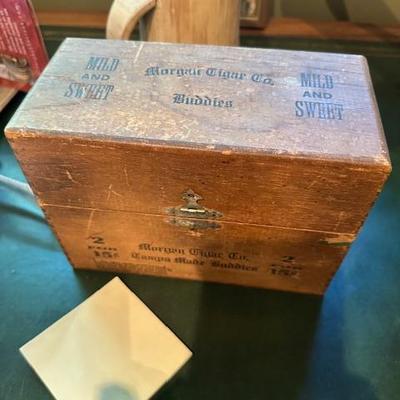 MILD
AND
SWEET
Morgan Cigar Co.
Buddies
MILD
AND
SWEET
2
FOR
15¢
Morgan Cigar Co.
Tampa Made Buddies
2
FOR
15¢